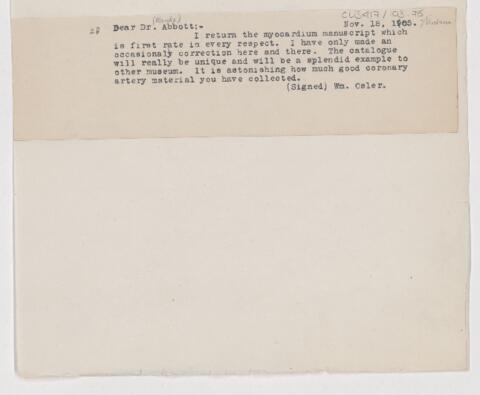 CUS417/103.75
(Maude)
28 Dear Dr. Abbott:- Nov. 18, 1905.
I return the myocardium manuscript which
is first rate in every respect. I have only made an
occasionaly correction here and there. The catalogue
will really be unique and will be a splendid example to
other museum. It is astonishing how much good coronary
artery material you have collected.
(Signed) Wm. Osler.